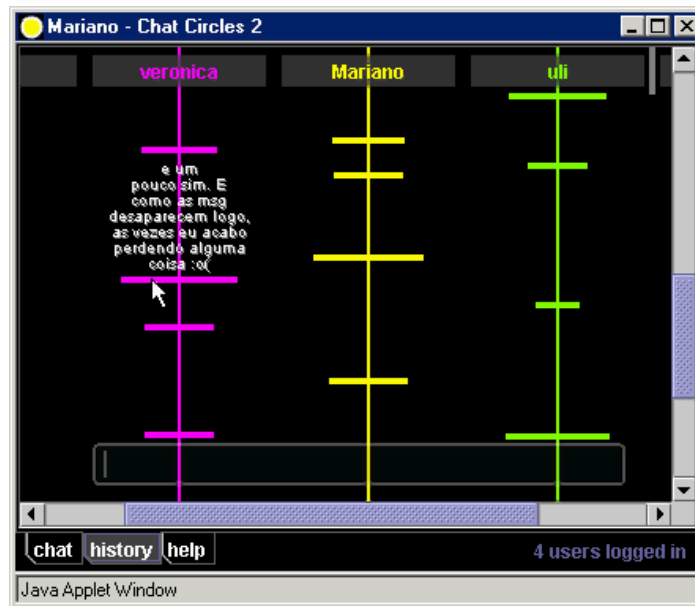 Mariano - Chat Circles 2
veronica Mariano uli
e um
pouco sim. E
como as msg
desaparecem logo,
as vezes eu acabo
perdendo alguma
coisa :o(
chat history help 4 users logged in
Java Applet Window